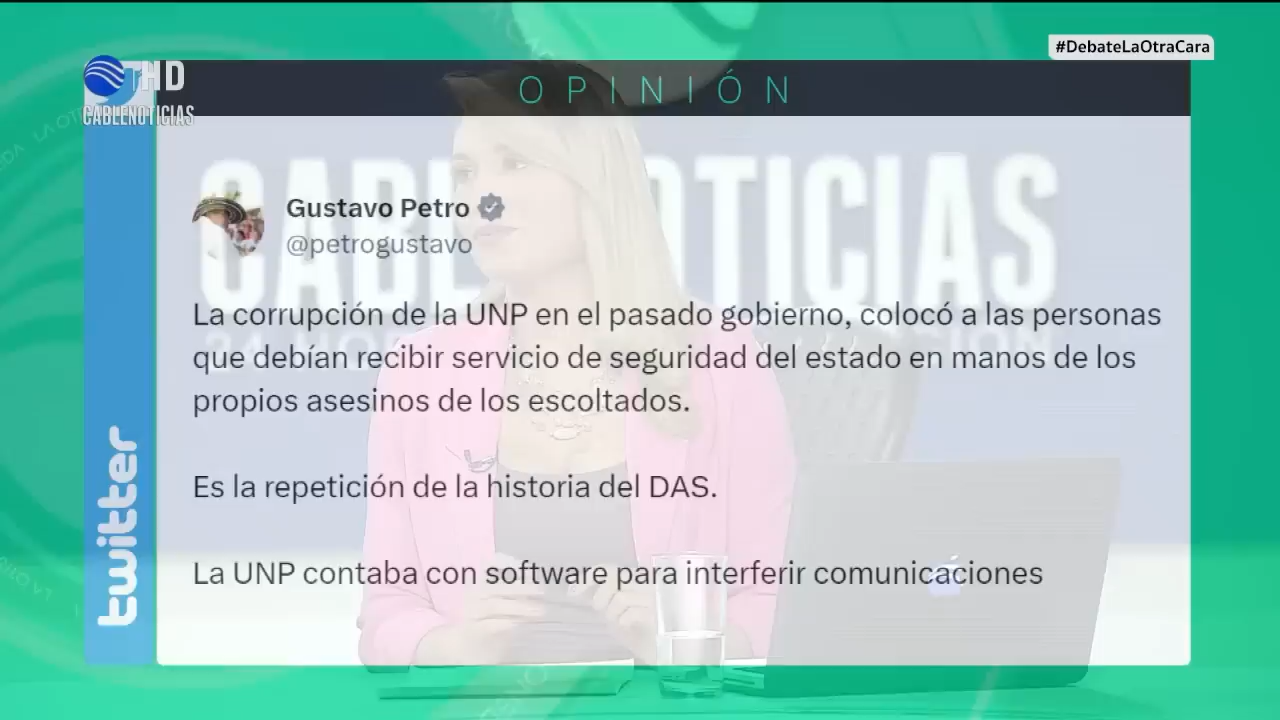 #DebateLaOtraCara
HD
CABLENOTICIAS
OPINIÓN
CABLENOTICIAS
Gustavo Petro
@petrogustavo
La corrupción de la UNP en el pasado gobierno, colocó a las personas
que debían recibir servicio de seguridad del estado en manos de los
propios asesinos de los escoltados.
Es la repetición de la historia del DAS.
La UNP contaba con software para interferir comunicaciones
twitter